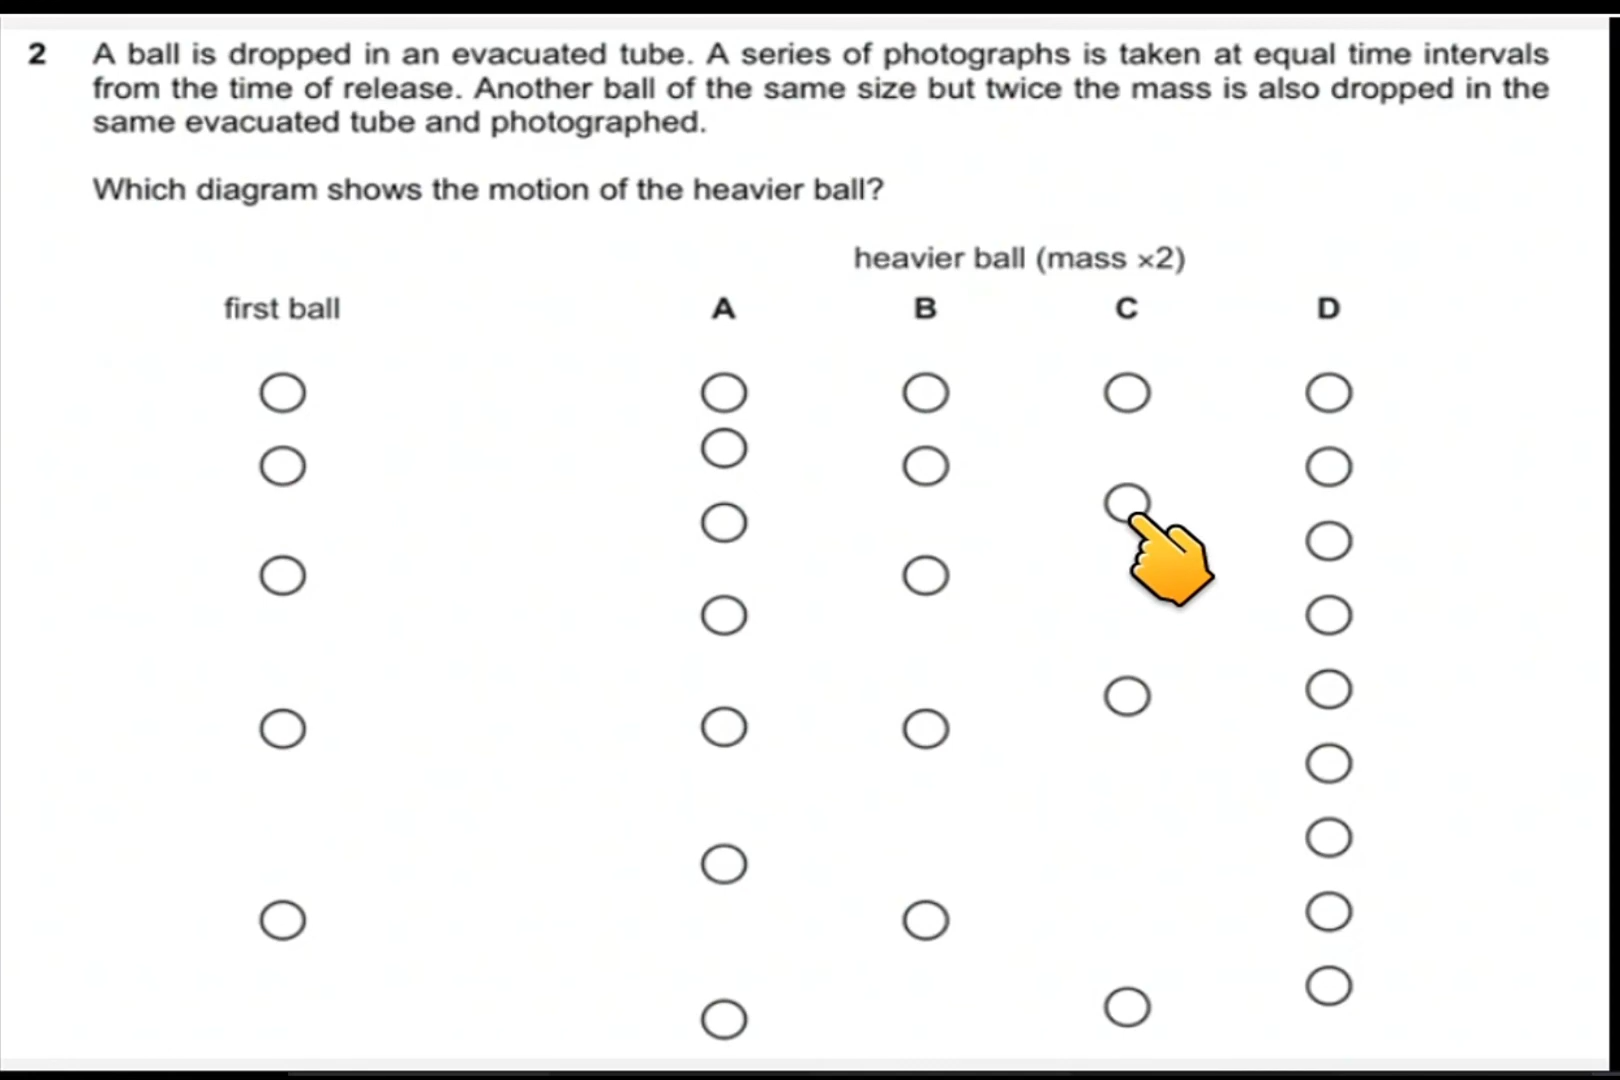 2 A ball is dropped in an evacuated tube. A series of photographs is taken at equal time intervals
from the time of release. Another ball of the same size but twice the mass is also dropped in the
same evacuated tube and photographed.
Which diagram shows the motion of the heavier ball?
heavier ball (mass ×2)
first ball A B C D